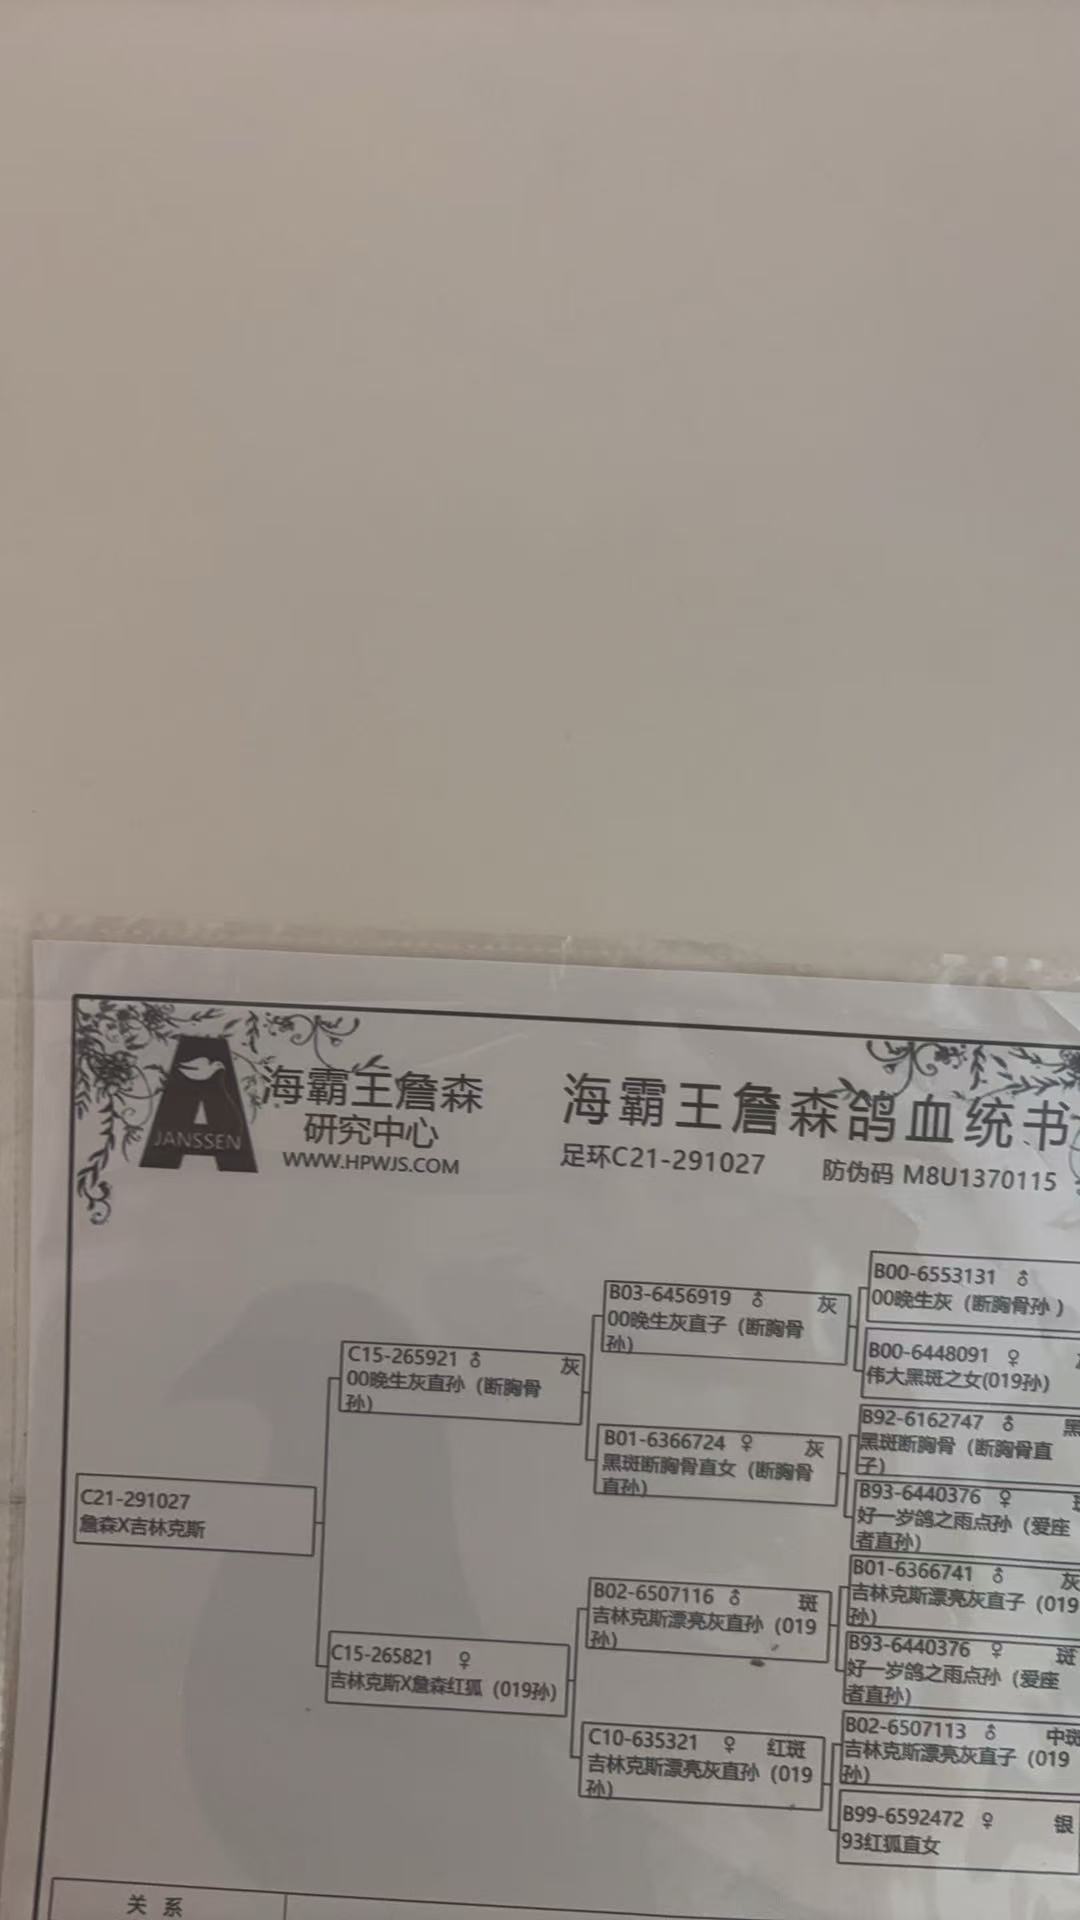 JANSSEN
海霸王詹森
研究中心
WWW.HPWJS.COM
海霸王詹森鸽血统书
足环C21-291027 防伪码 M8U1370115
C21-291027
詹森X吉林克斯
C15-265921 ♂ 灰
00晚生灰直孙（断胸骨
孙）
C15-265821 ♀
吉林克斯X詹森红狐（019孙）
B03-6456919 ♂ 灰
00晚生灰直子（断胸骨
孙）
B01-6366724 ♀ 灰
黑斑断胸骨直女（断胸骨
直孙）
B02-6507116 ♂ 斑
吉林克斯漂亮灰直孙（019
孙）
C10-635321 ♀ 红斑
吉林克斯漂亮灰直孙（019
孙）
B00-6553131 ♂
00晚生灰（断胸骨孙 ）
B00-6448091 ♀
伟大黑斑之女(019孙）
B92-6162747 ♂ 黑
黑斑断胸骨（断胸骨直
子）
B93-6440376 ♀
好一岁鸽之雨点孙（爱座
者直孙）
B01-6366741 ♂ 灰
吉林克斯漂亮灰直子（019
孙）
B93-6440376 ♀ 斑
好一岁鸽之雨点孙（爱座
者直孙）
B02-6507113 ♂ 中斑
吉林克斯漂亮灰直子（019
孙）
B99-6592472 ♀ 银
93红狐直女
关 系